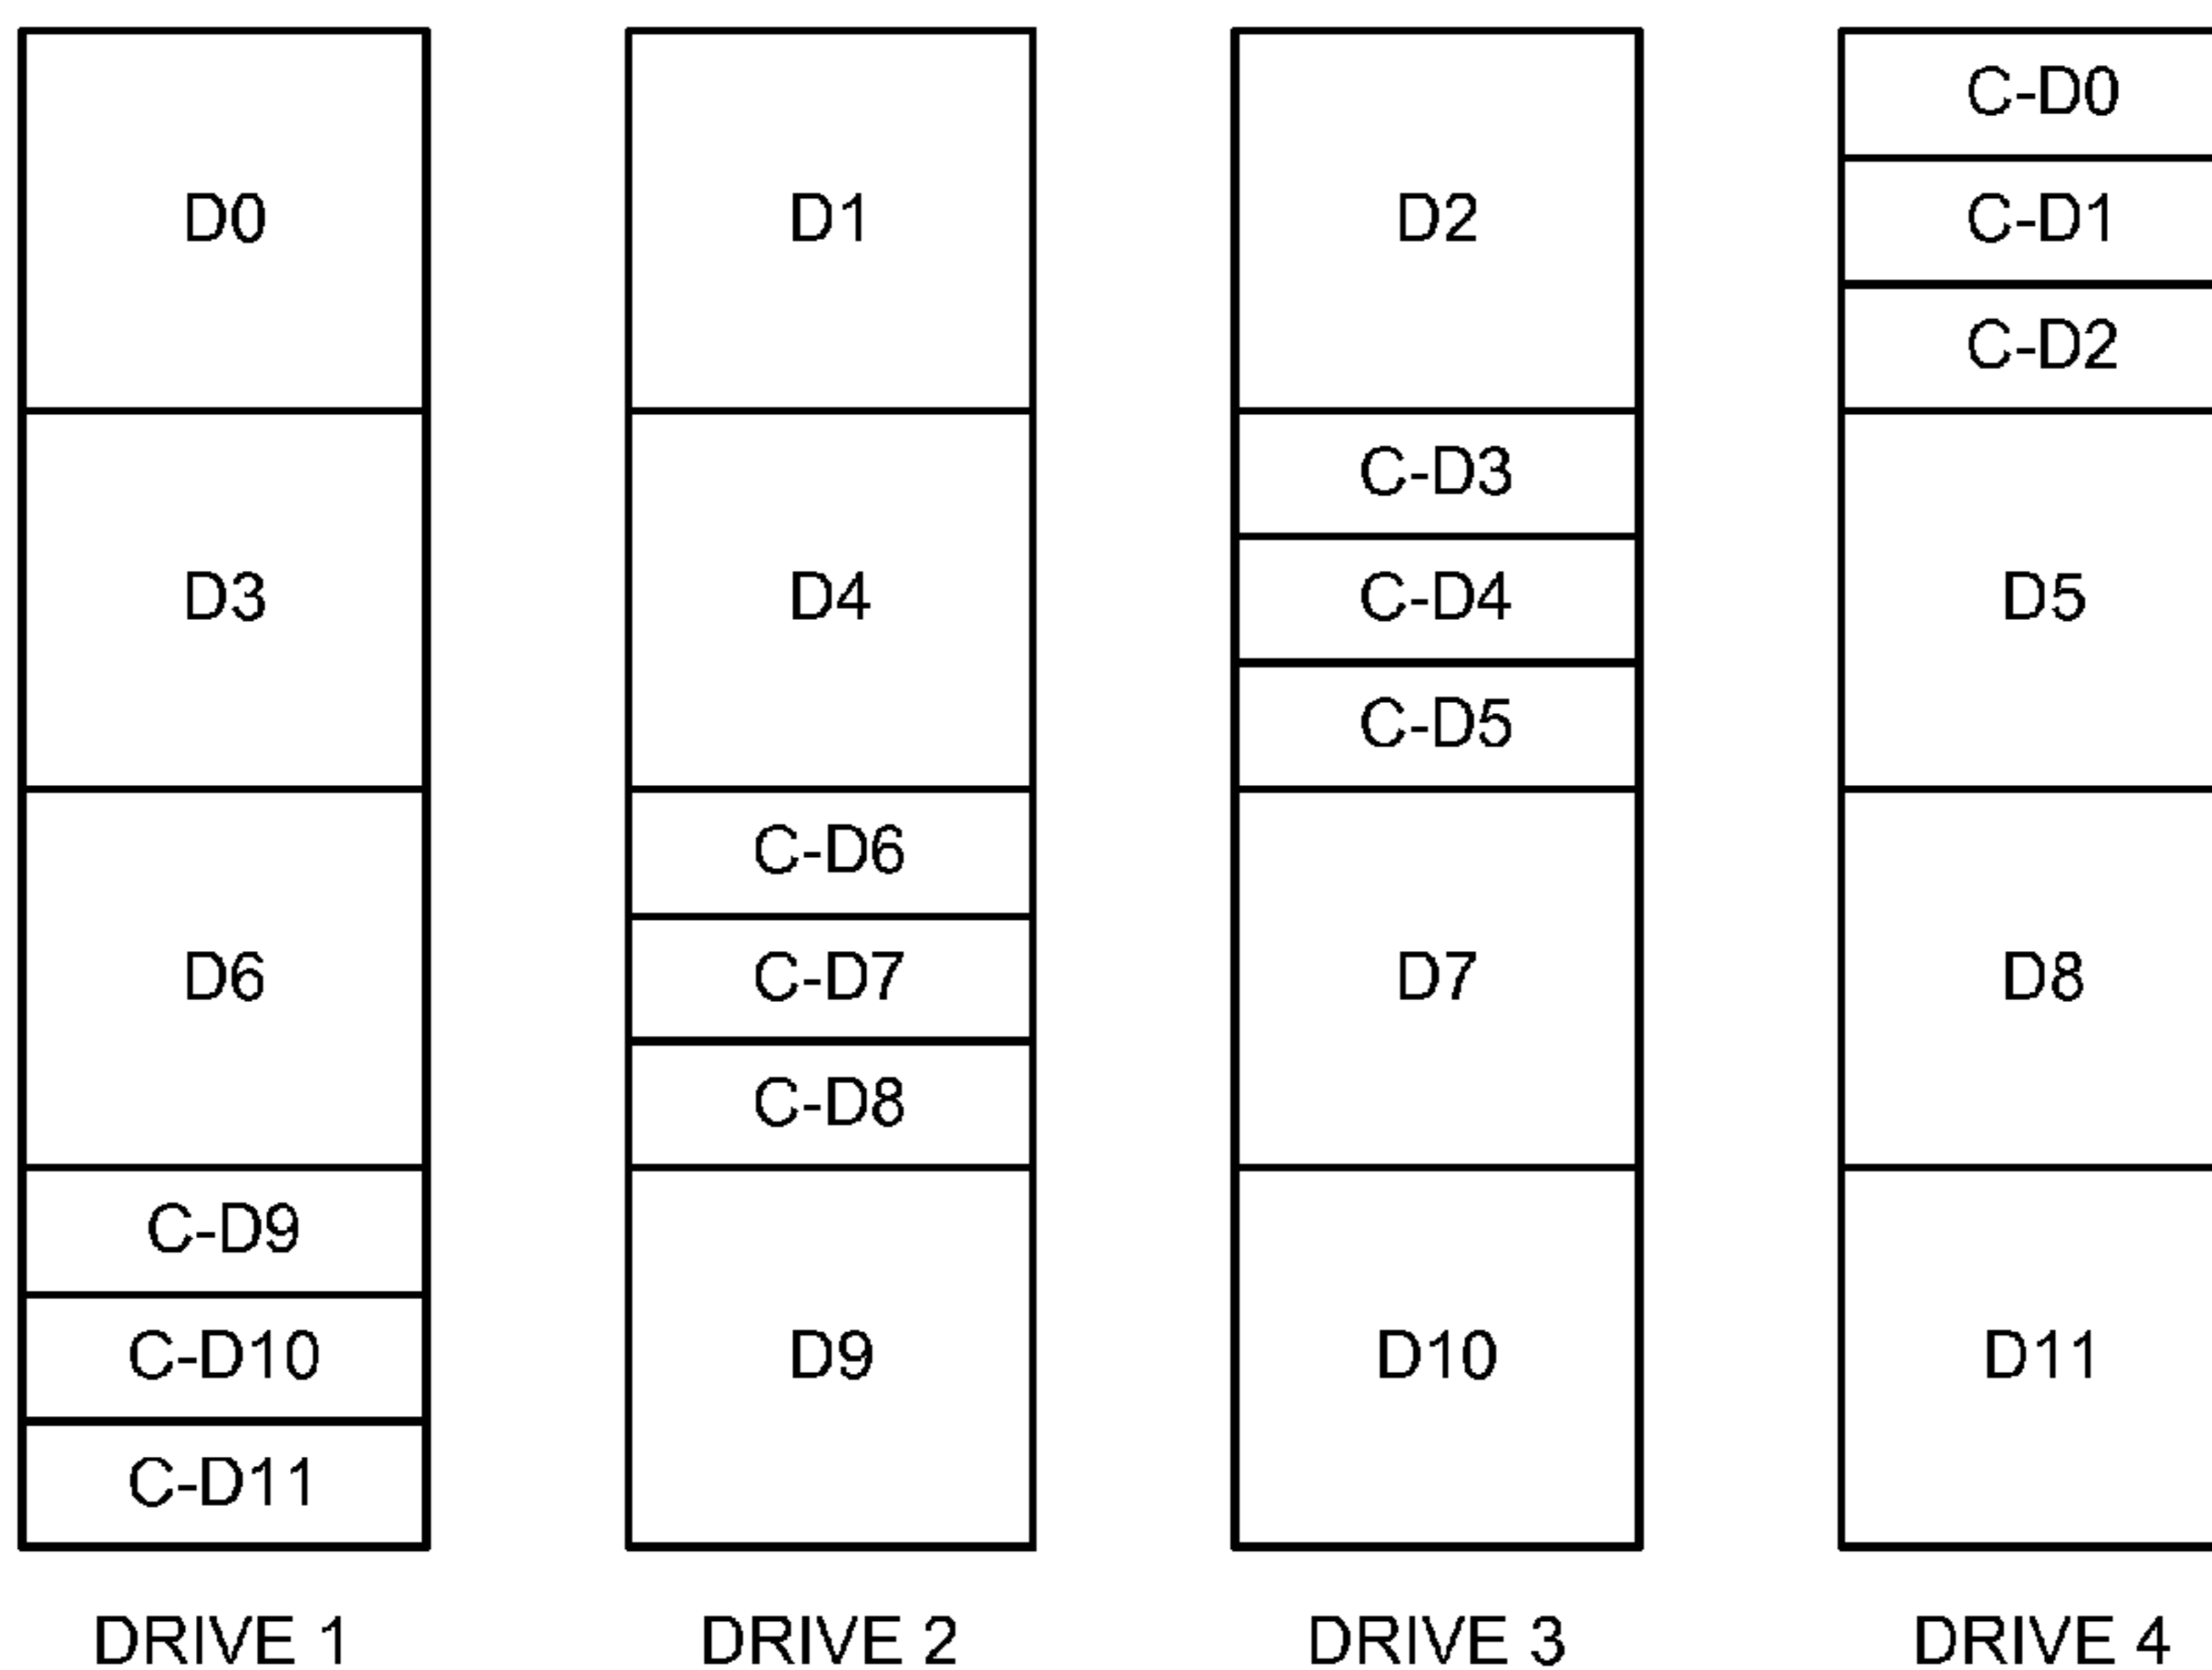 D0
D3
D6
C-D9
C-D10
C-D11
DRIVE 1
D1
D4
C-D6
C-D7
C-D8
D9
DRIVE 2
D2
C-D3
C-D4
C-D5
D7
D10
DRIVE 3
C-D0
C-D1
C-D2
D5
D8
D11
DRIVE 4